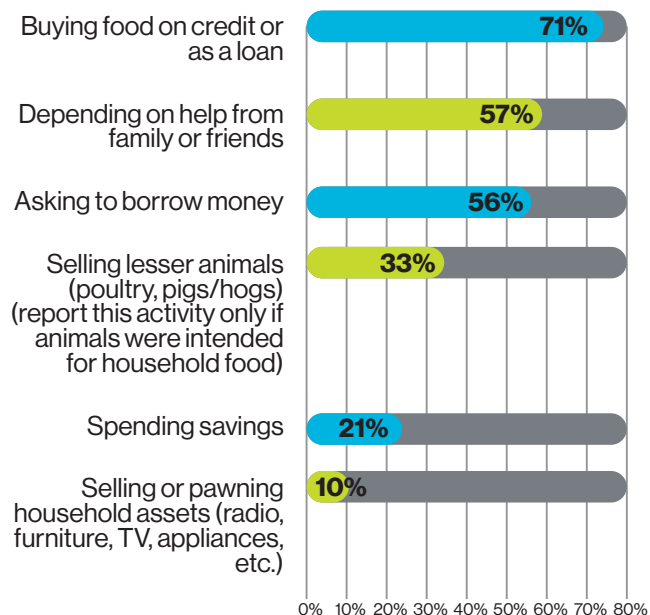 Buying food on credit or
as a loan
71%
Depending on help from
family or friends
57%
Asking to borrow money
56%
Selling lesser animals
(poultry, pigs/hogs)
(report this activity only if
animals were intended
for household food)
33%
Spending savings
21%
Selling or pawning
household assets (radio,
furniture, TV, appliances,
etc.)
10%
0% 10% 20% 30% 40% 50% 60% 70% 80%